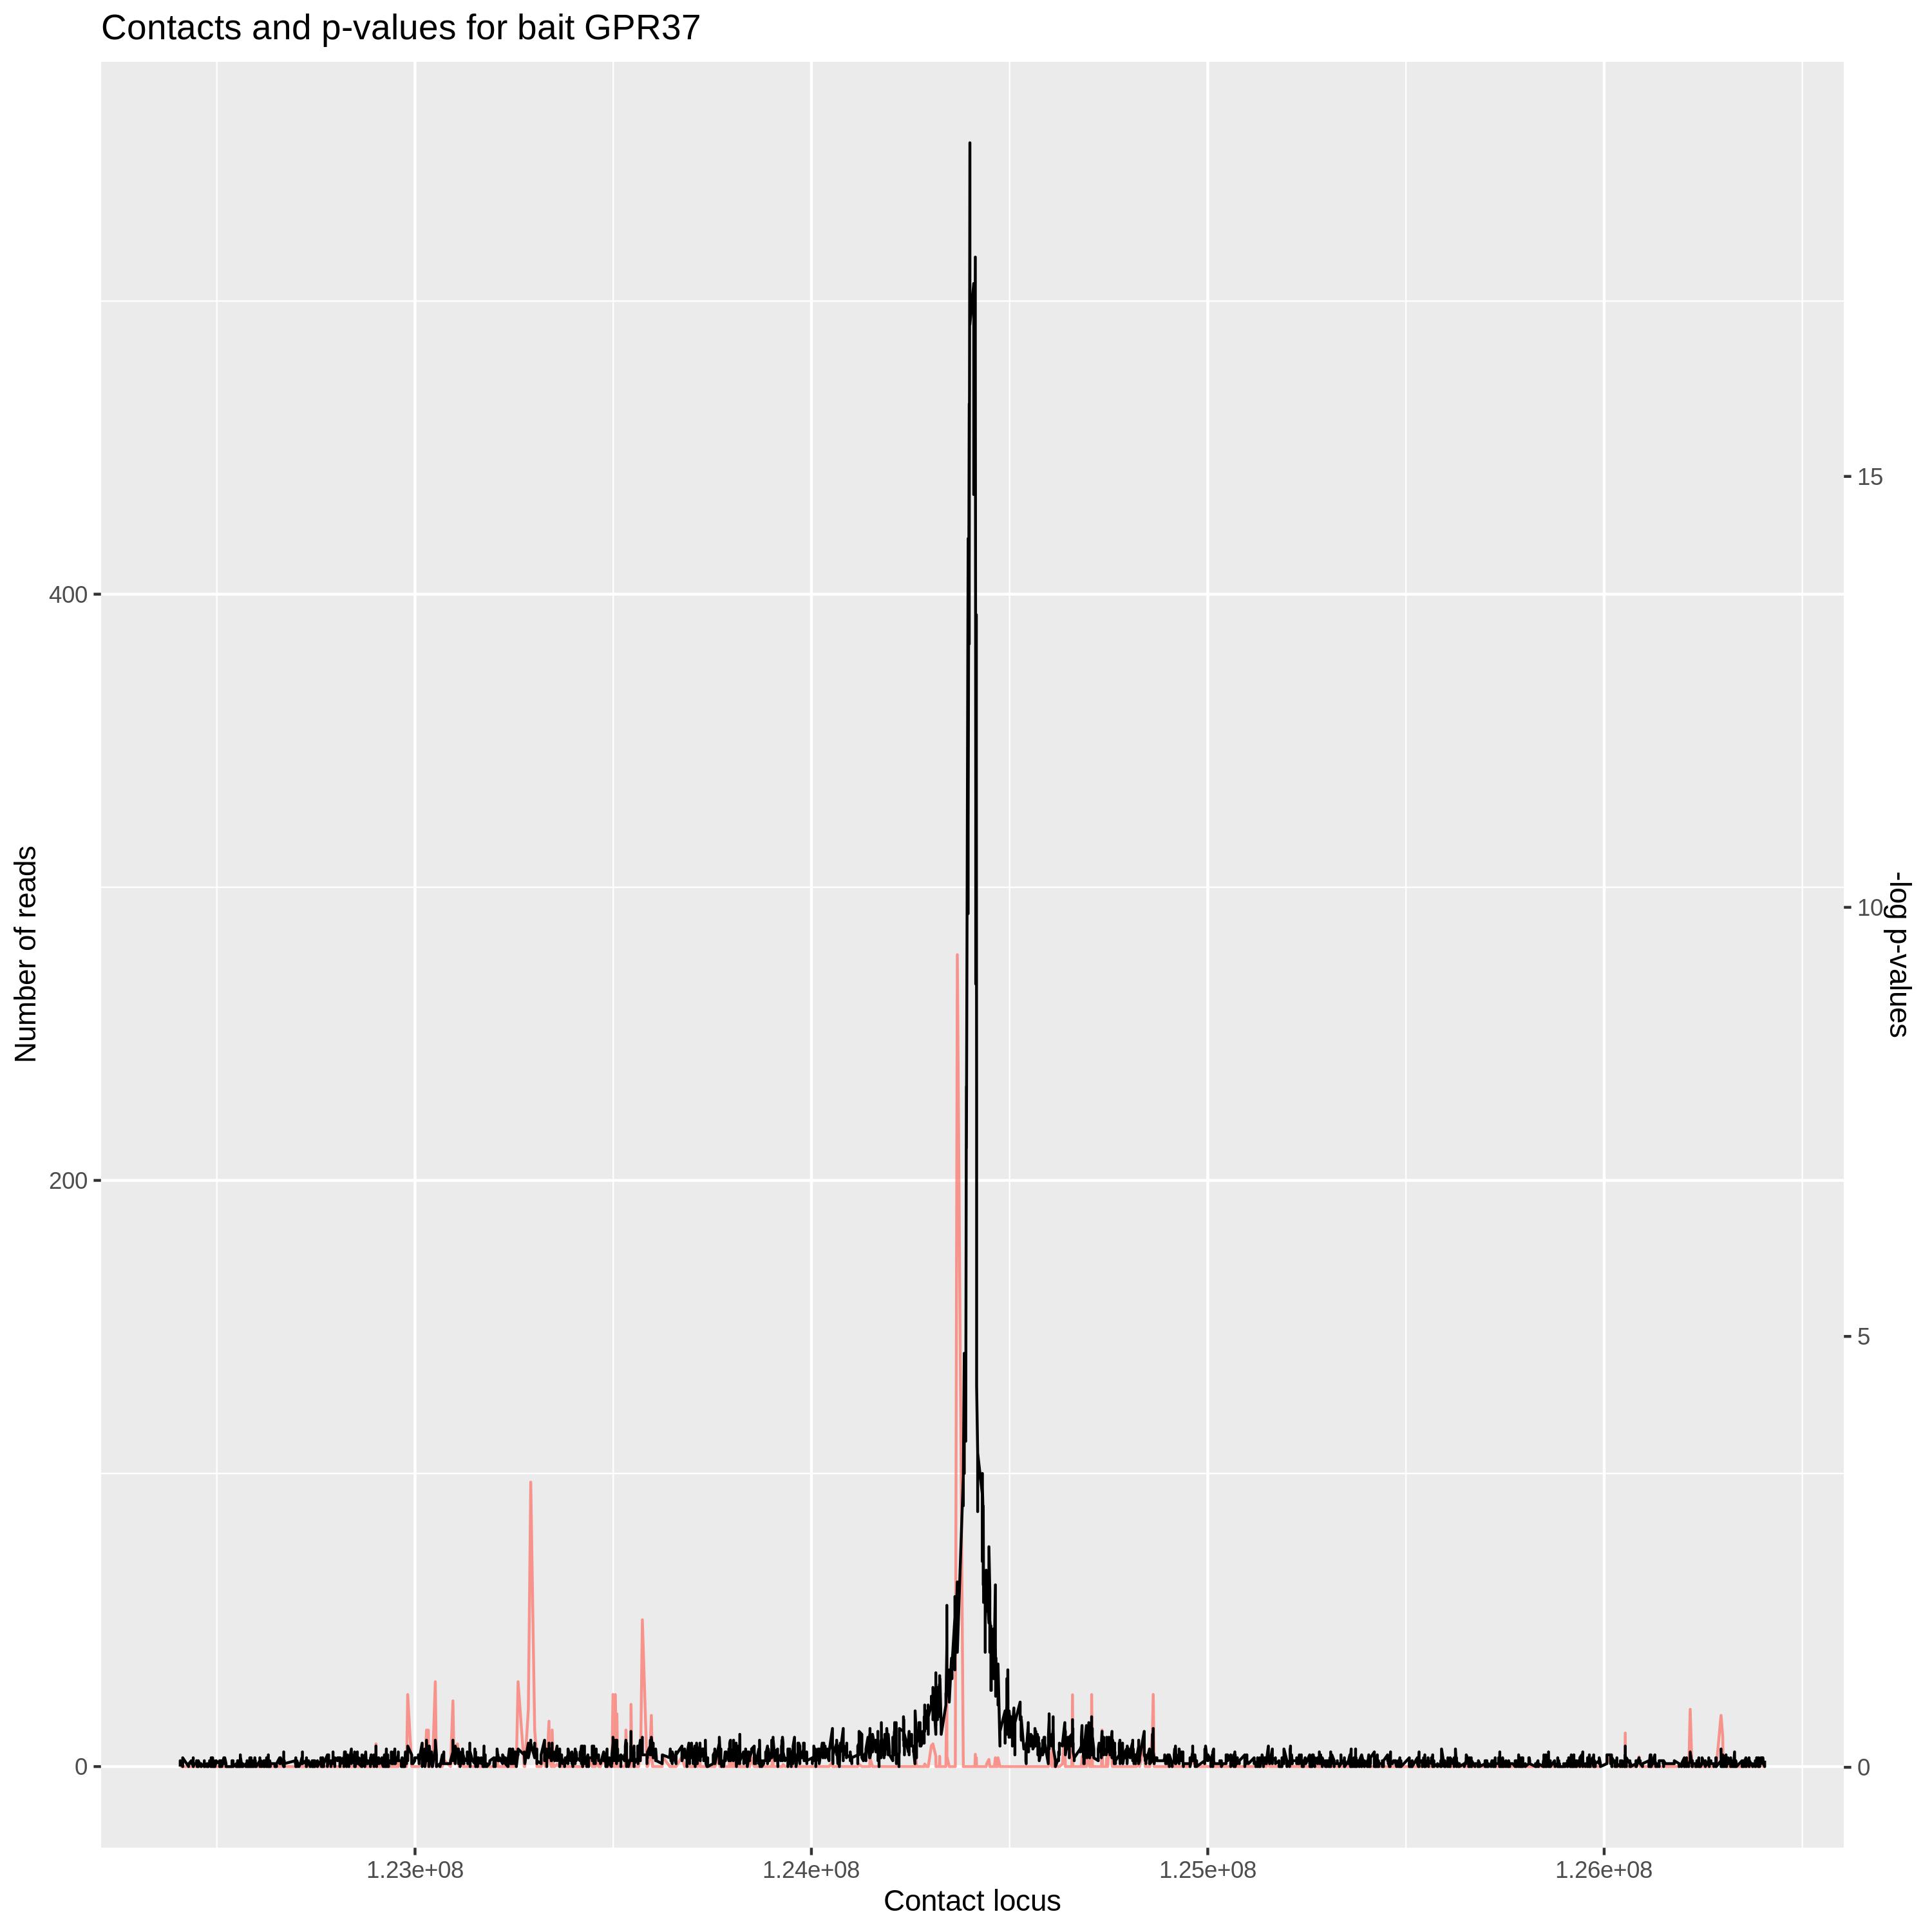 Contacts and p-values for bait GPR37
Number of reads
400
200
0
15
10
5
0
-log p-values
1.23e+08
1.24e+08
1.25e+08
1.26e+08
Contact locus